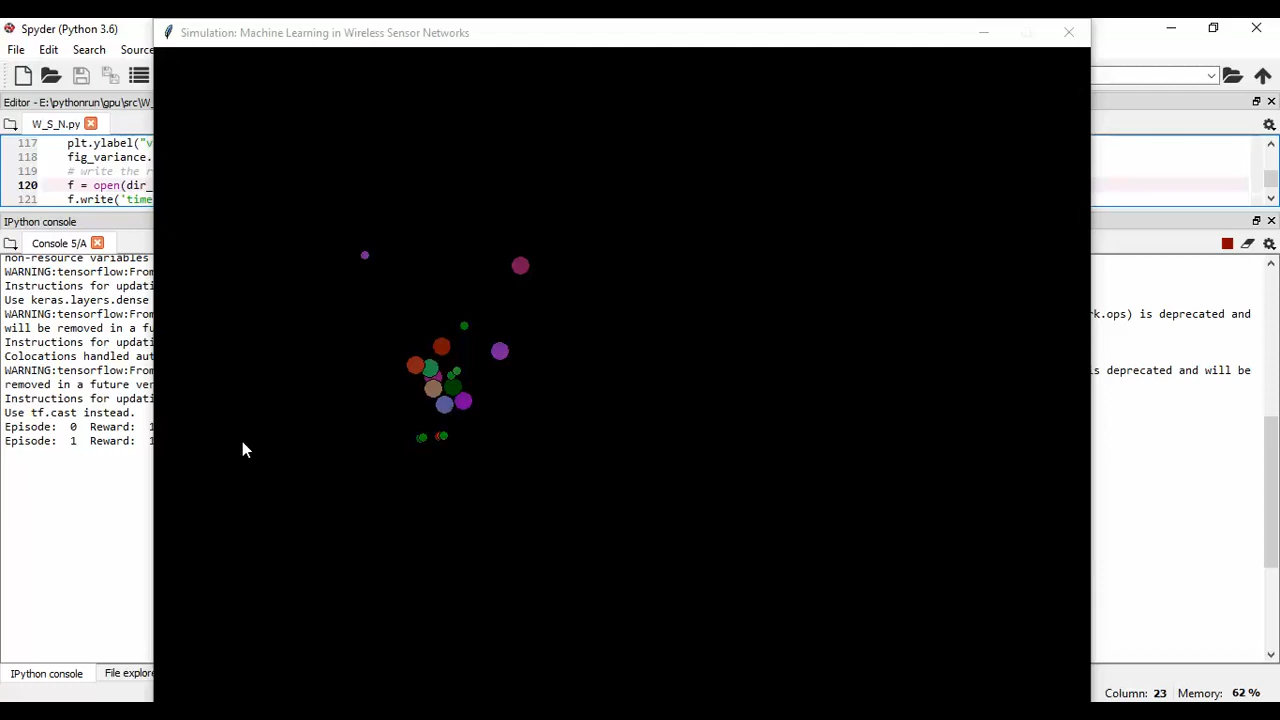 Spyder (Python 3.6)
Simulation: Machine Learning in Wireless Sensor Networks
File Edit Search Source
Editor - E:\pythonrun\gpu\src\W_
W_S_N.py
117 plt.ylabel("v
118 fig_variance.
119 # write the r
120 f = open(dir_
121 f.write('time
IPython console
Console 5/A
non-resource variables
WARNING:tensorflow:From
Instructions for updati
Use keras.layers.dense
WARNING:tensorflow:From rk.ops) is deprecated and
will be removed in a fu
Instructions for updati
Colocations handled aut
WARNING:tensorflow:From s deprecated and will be
removed in a future ver
Instructions for updati
Use tf.cast instead.
Episode: 0 Reward: 1
Episode: 1 Reward: 1
IPython console File explore
Column: 23 Memory: 62 %